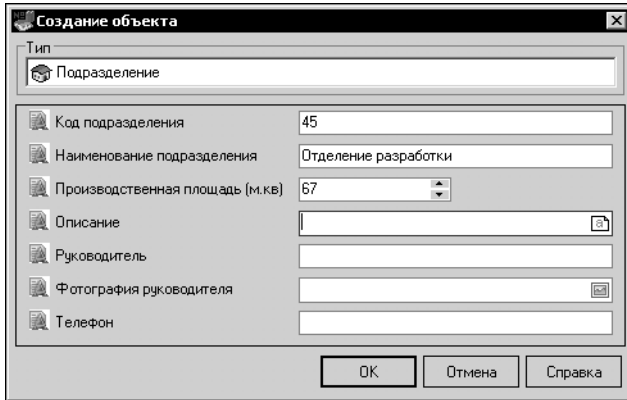 Создание объекта
Тип
Подразделение
Код подразделения 45
Наименование подразделения Отделение разработки
Производственная площадь (м.кв) 67
Описание
Руководитель
Фотография руководителя
Телефон
OK Отмена Справка